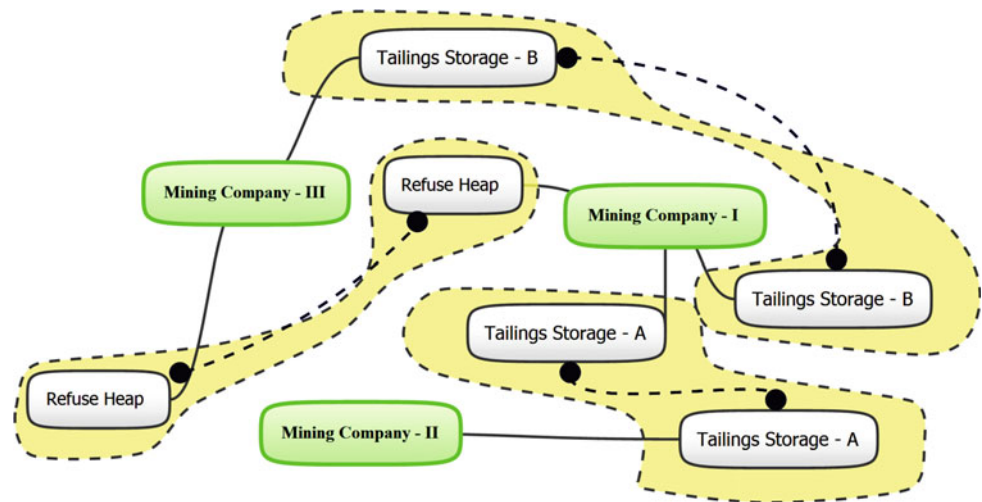 Tailings Storage - B
Refuse Heap
Mining Company - III
Mining Company - I
Tailings Storage - B
Tailings Storage - A
Refuse Heap
Mining Company - II
Tailings Storage - A